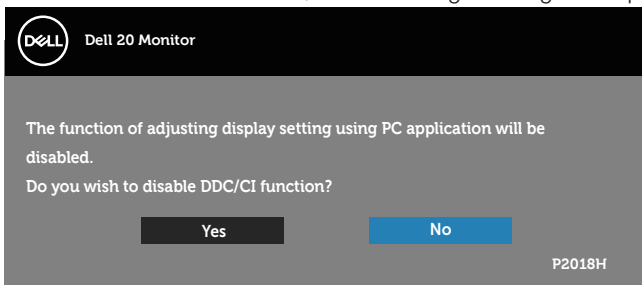 DELL
Dell 20 Monitor
The function of adjusting display setting using PC application will be
disabled.
Do you wish to disable DDC/CI function?
Yes
No
P2018H